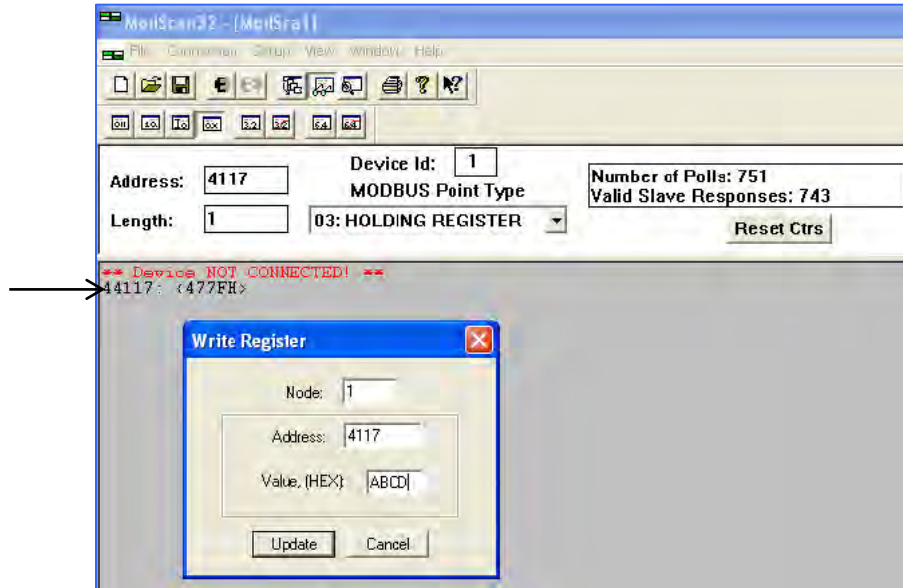 ModScan32 - [ModSca1]
File Connection Setup View Window Help
Address: 4117
Length: 1
Device Id: 1
MODBUS Point Type
03: HOLDING REGISTER
Number of Polls: 751
Valid Slave Responses: 743
Reset Ctrs
** Device NOT CONNECTED! **
44117: <477FH>
Write Register
Node: 1
Address: 4117
Value, (HEX): ABCD
Update Cancel